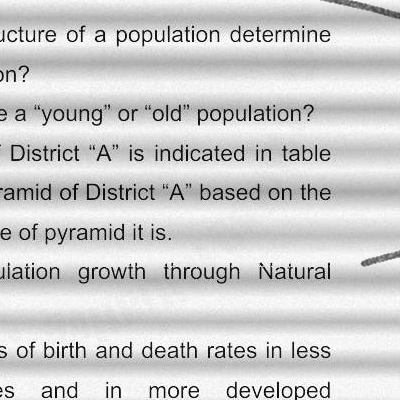 ucture of a population determine
on?
e a “young” or “old” population?
District “A” is indicated in table
ramid of District “A” based on the
e of pyramid it is.
ulation growth through Natural
s of birth and death rates in less
es and in more developed